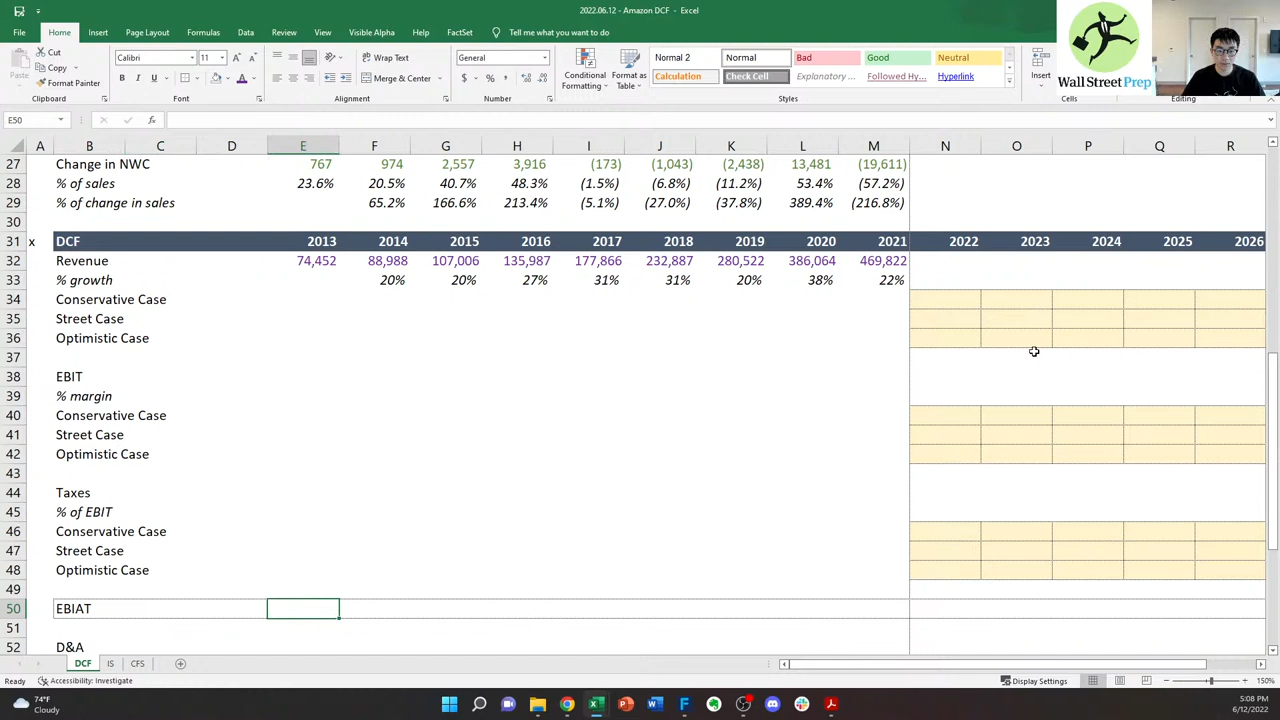 2022.06.12 - Amazon DCF - Excel
File Home Insert Page Layout Formulas Data Review View Visible Alpha Help FactSet Tell me what you want to do
Paste Cut Copy Format Painter Clipboard
Calibri 11 A A B I U A Font
Wrap Text Merge & Center Alignment
General $ % , Number
Conditional Formatting Format as Table
Normal 2 Normal Bad Good Neutral
Calculation Check Cell Explanatory ... Followed Hy... Hyperlink
Styles
Insert Cells Editing
Wall Street Prep
E50 fx
A B C D E F G H I J K L M N O P Q R
27 Change in NWC 767 974 2,557 3,916 (173) (1,043) (2,438) 13,481 (19,611)
28 % of sales 23.6% 20.5% 40.7% 48.3% (1.5%) (6.8%) (11.2%) 53.4% (57.2%)
29 % of change in sales 65.2% 166.6% 213.4% (5.1%) (27.0%) (37.8%) 389.4% (216.8%)
30
31 x DCF 2013 2014 2015 2016 2017 2018 2019 2020 2021 2022 2023 2024 2025 2026
32 Revenue 74,452 88,988 107,006 135,987 177,866 232,887 280,522 386,064 469,822
33 % growth 20% 20% 27% 31% 31% 20% 38% 22%
34 Conservative Case
35 Street Case
36 Optimistic Case
37
38 EBIT
39 % margin
40 Conservative Case
41 Street Case
42 Optimistic Case
43
44 Taxes
45 % of EBIT
46 Conservative Case
47 Street Case
48 Optimistic Case
49
50 EBIAT
51
52 D&A
DCF IS CFS
Ready Accessibility: Investigate Display Settings 150%
74°F
Cloudy
5:08 PM
6/12/2022